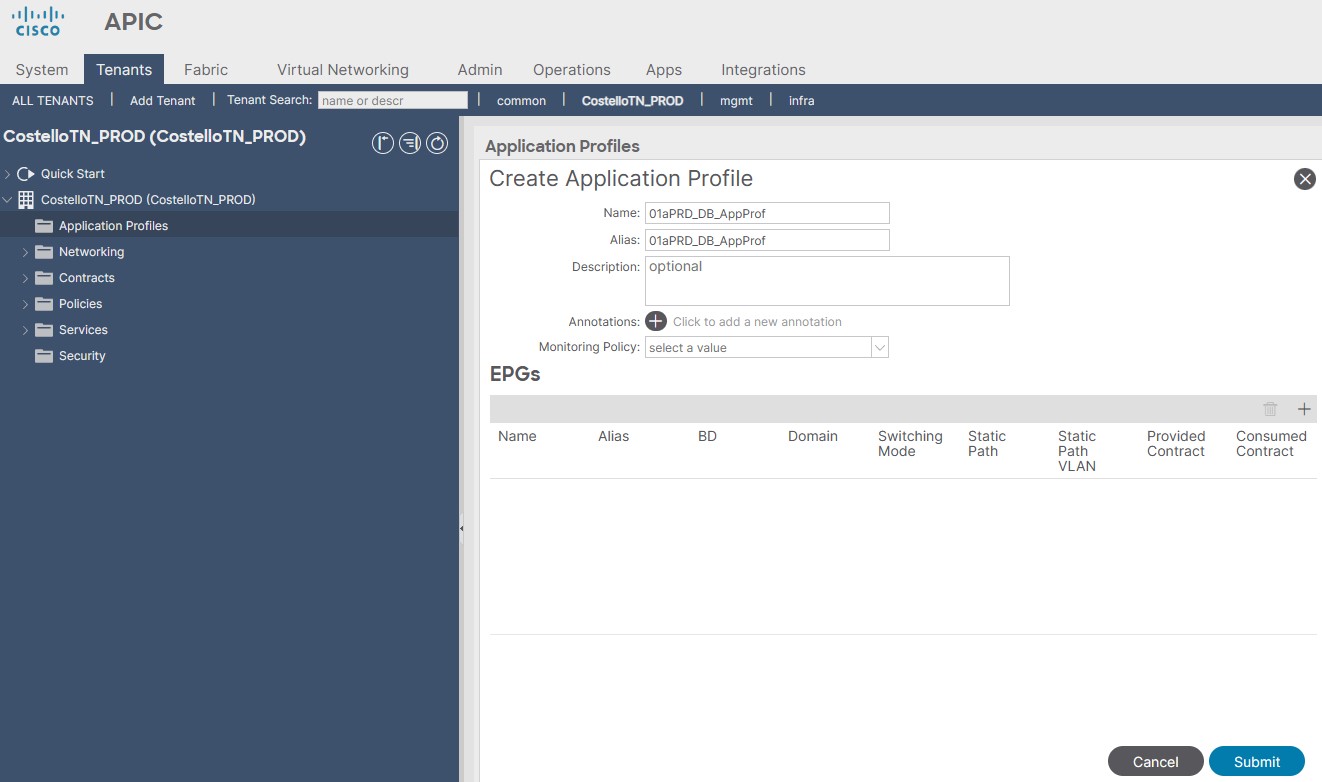 CISCO
APIC
System Tenants Fabric Virtual Networking Admin Operations Apps Integrations
ALL TENANTS | Add Tenant | Tenant Search: name or descr | common | CostelloTN_PROD | mgmt | infra
CostelloTN_PROD (CostelloTN_PROD)
Quick Start
CostelloTN_PROD (CostelloTN_PROD)
Application Profiles
Networking
Contracts
Policies
Services
Security
Application Profiles
Create Application Profile
Name: 01aPRD_DB_AppProf
Alias: 01aPRD_DB_AppProf
Description: optional
Annotations: Click to add a new annotation
Monitoring Policy: select a value
EPGs
Name Alias BD Domain Switching Mode Static Path Static Path VLAN Provided Contract Consumed Contract
Cancel Submit